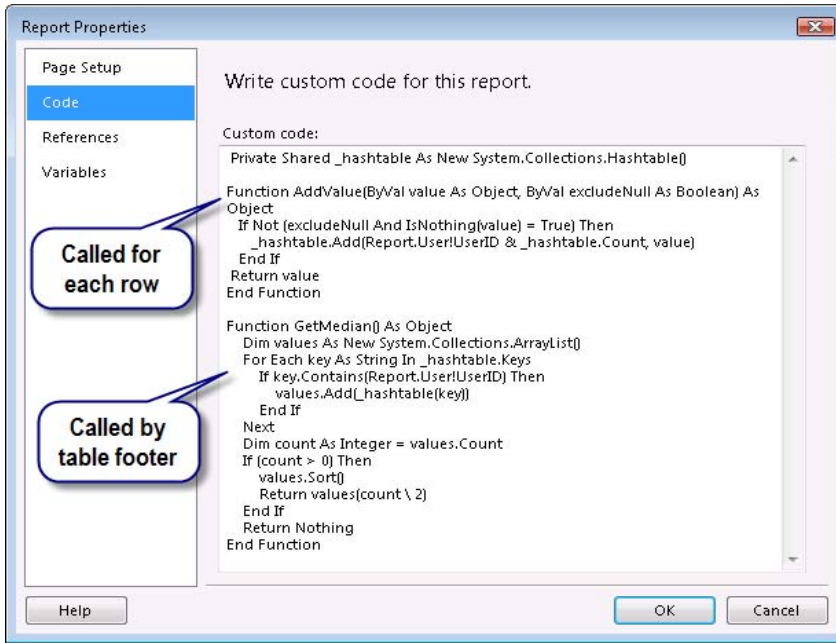 Report Properties
Page Setup
Code
References
Variables
Write custom code for this report.
Custom code:
Private Shared _hashtable As New System.Collections.Hashtable()
Function AddValue(ByVal value As Object, ByVal excludeNull As Boolean) As
Object
If Not (excludeNull And IsNothing(value) = True) Then
_hashtable.Add(Report.User!UserID & _hashtable.Count, value)
End If
Return value
End Function
Function GetMedian() As Object
Dim values As New System.Collections.ArrayList()
For Each key As String In _hashtable.Keys
If key.Contains(Report.User!UserID) Then
values.Add(_hashtable(key))
End If
Next
Dim count As Integer = values.Count
If (count > 0) Then
values.Sort()
Return values(count \ 2)
End If
Return Nothing
End Function
Called for
each row
Called by
table footer
Help
OK
Cancel